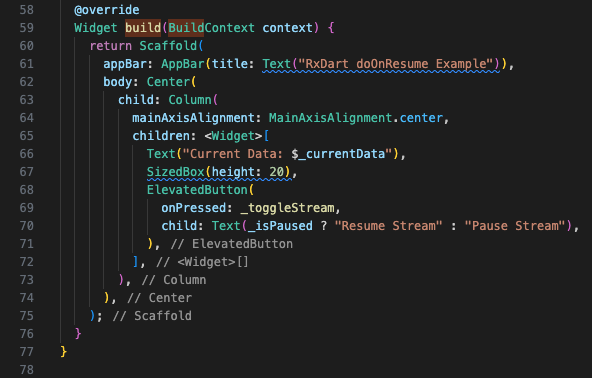 58 @override
59 Widget build(BuildContext context) {
60 return Scaffold(
61 appBar: AppBar(title: Text("RxDart doOnResume Example")),
62 body: Center(
63 child: Column(
64 mainAxisAlignment: MainAxisAlignment.center,
65 children: <Widget>[
66 Text("Current Data: $_currentData"),
67 SizedBox(height: 20),
68 ElevatedButton(
69 onPressed: _toggleStream,
70 child: Text(_isPaused ? "Resume Stream" : "Pause Stream"),
71 ), // ElevatedButton
72 ], // <Widget>[]
73 ), // Column
74 ), // Center
75 ); // Scaffold
76 }
77 }
78